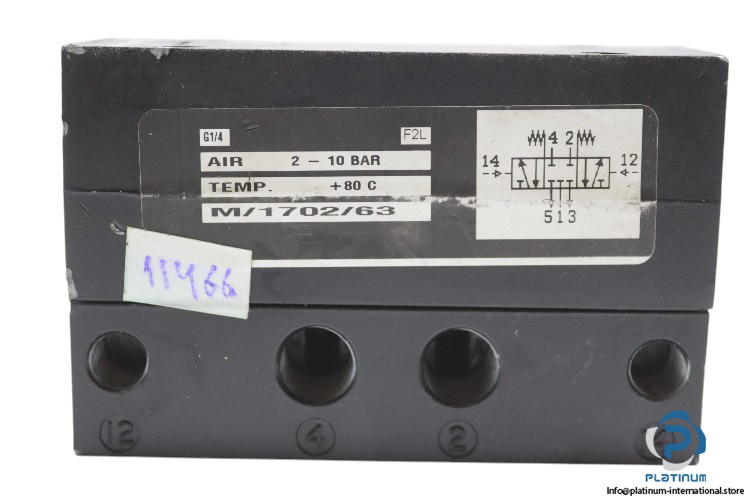 G1/4 F2L
AIR 2 – 10 BAR
TEMP. +80 C
M/1702/63
4 2
14 12
513
11466
12 4 2
PLATINUM
Info@platinum-international.store